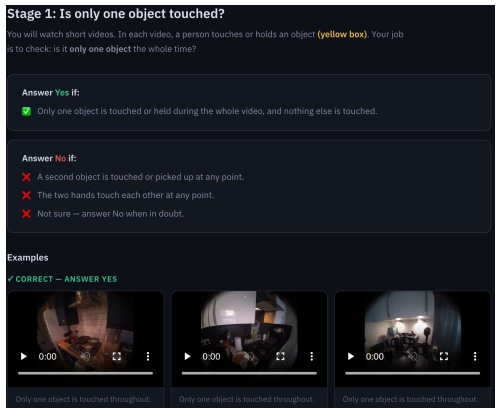 Stage 1: Is only one object touched?
You will watch short videos. In each video, a person touches or holds an object (yellow box). Your job
is to check: is it only one object the whole time?
Answer Yes if:
✅ Only one object is touched or held during the whole video, and nothing else is touched.
Answer No if:
❌ A second object is touched or picked up at any point.
❌ The two hands touch each other at any point.
❌ Not sure — answer No when in doubt.
Examples
✓ CORRECT — ANSWER YES
0:00 0:00 0:00
Only one object is touched throughout. Only one object is touched throughout. Only one object is touched throughout.